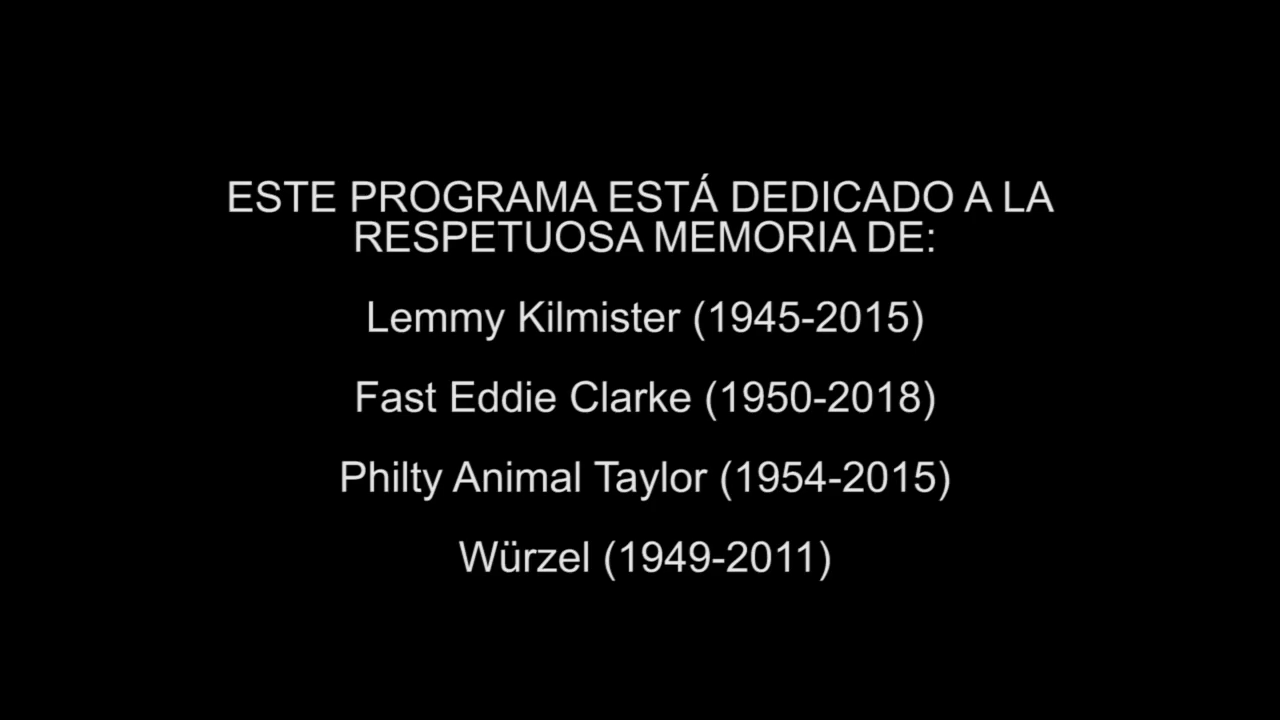 ESTE PROGRAMA ESTÁ DEDICADO A LA
RESPETUOSA MEMORIA DE:
Lemmy Kilmister (1945-2015)
Fast Eddie Clarke (1950-2018)
Philty Animal Taylor (1954-2015)
Würzel (1949-2011)